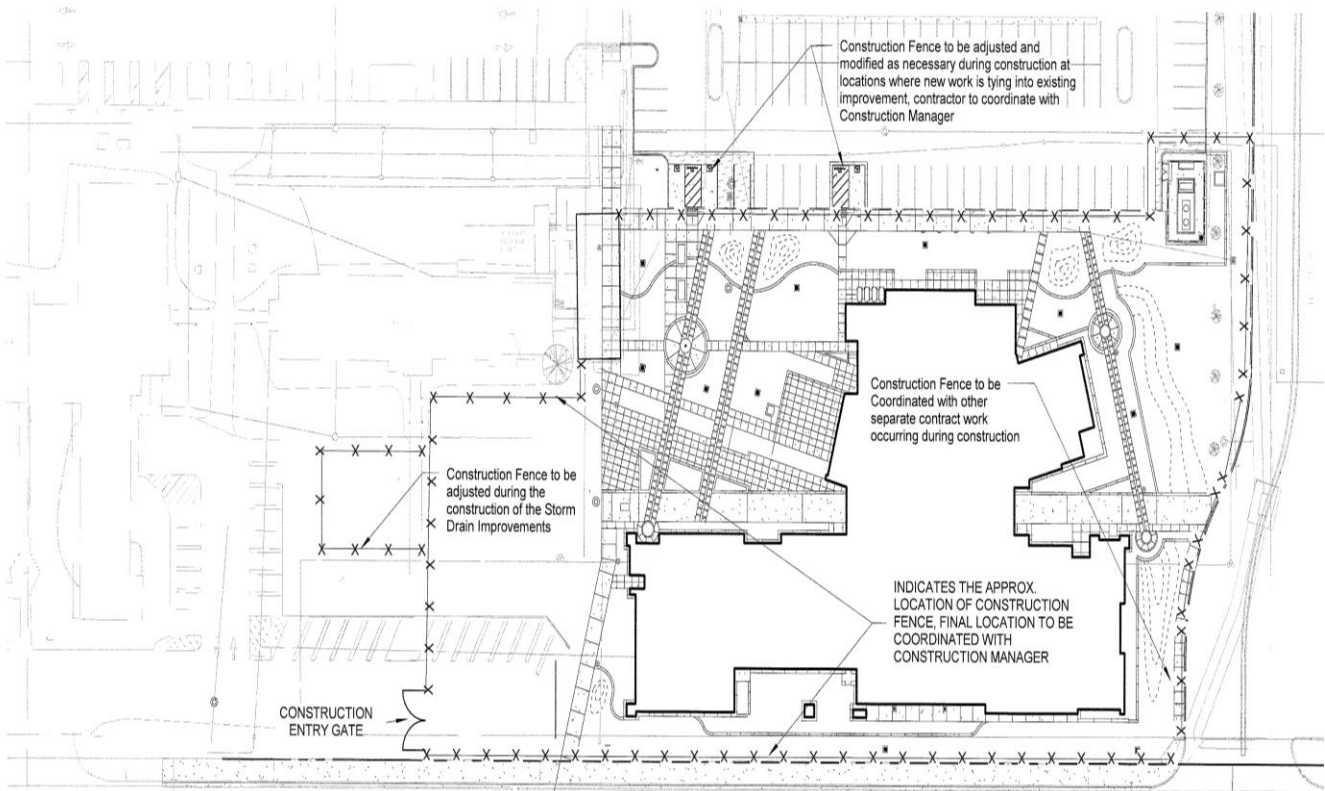 Construction Fence to be adjusted and
modified as necessary during construction at
locations where new work is tying into existing
improvement, contractor to coordinate with
Construction Manager
Construction Fence to be
Coordinated with other
separate contract work
occurring during construction
Construction Fence to be
adjusted during the
construction of the Storm
Drain Improvements
INDICATES THE APPROX.
LOCATION OF CONSTRUCTION
FENCE, FINAL LOCATION TO BE
COORDINATED WITH
CONSTRUCTION MANAGER
CONSTRUCTION
ENTRY GATE